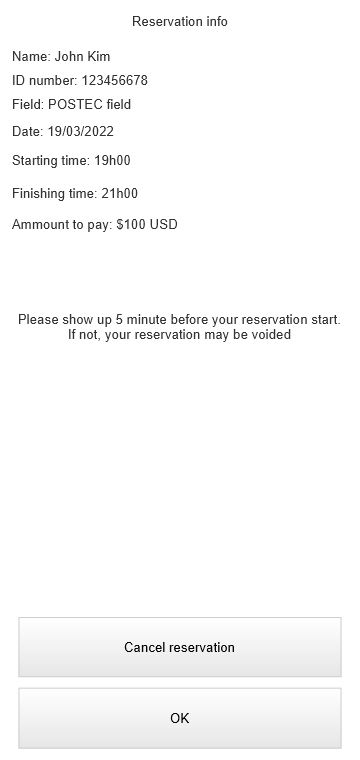 Reservation info
Name: John Kim
ID number: 123456678
Field: POSTEC field
Date: 19/03/2022
Starting time: 19h00
Finishing time: 21h00
Ammount to pay: $100 USD
Please show up 5 minute before your reservation start.
If not, your reservation may be voided
Cancel reservation
OK